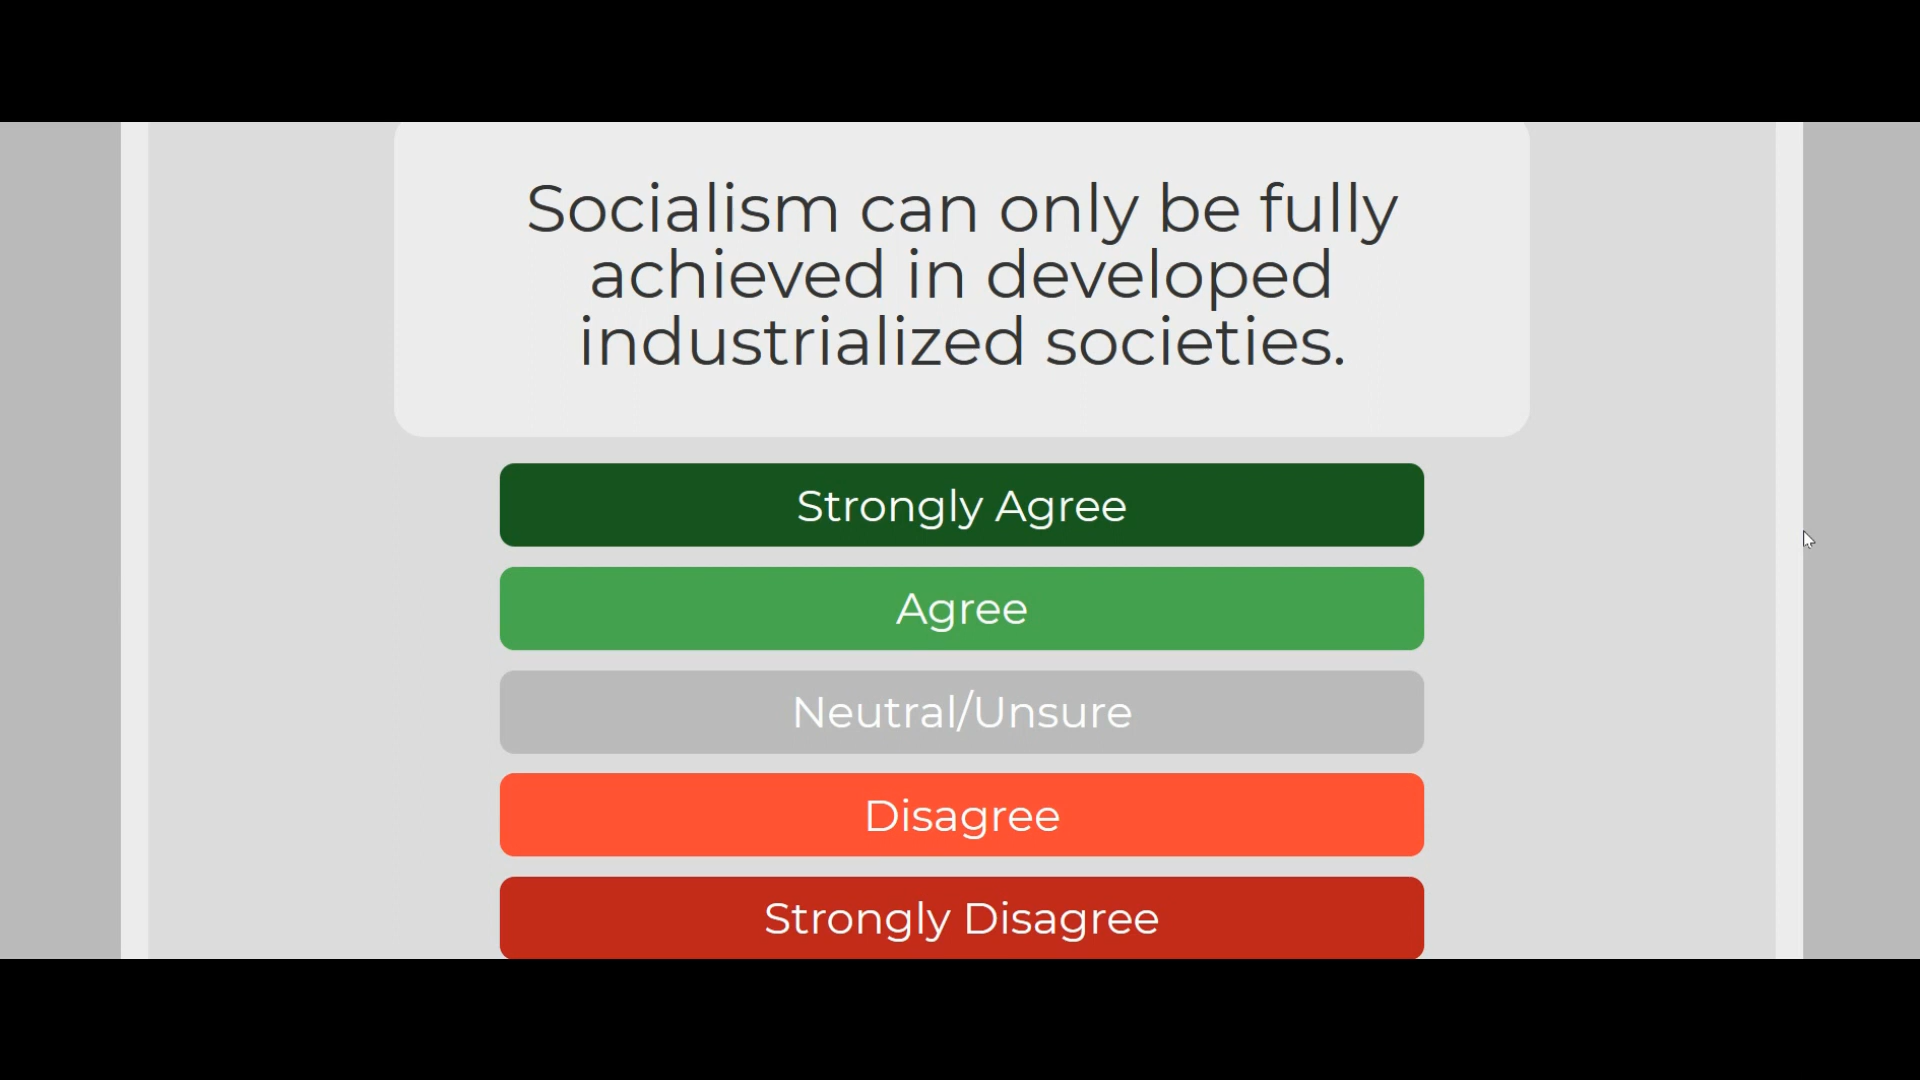 Socialism can only be fully
achieved in developed
industrialized societies.
Strongly Agree
Agree
Neutral/Unsure
Disagree
Strongly Disagree